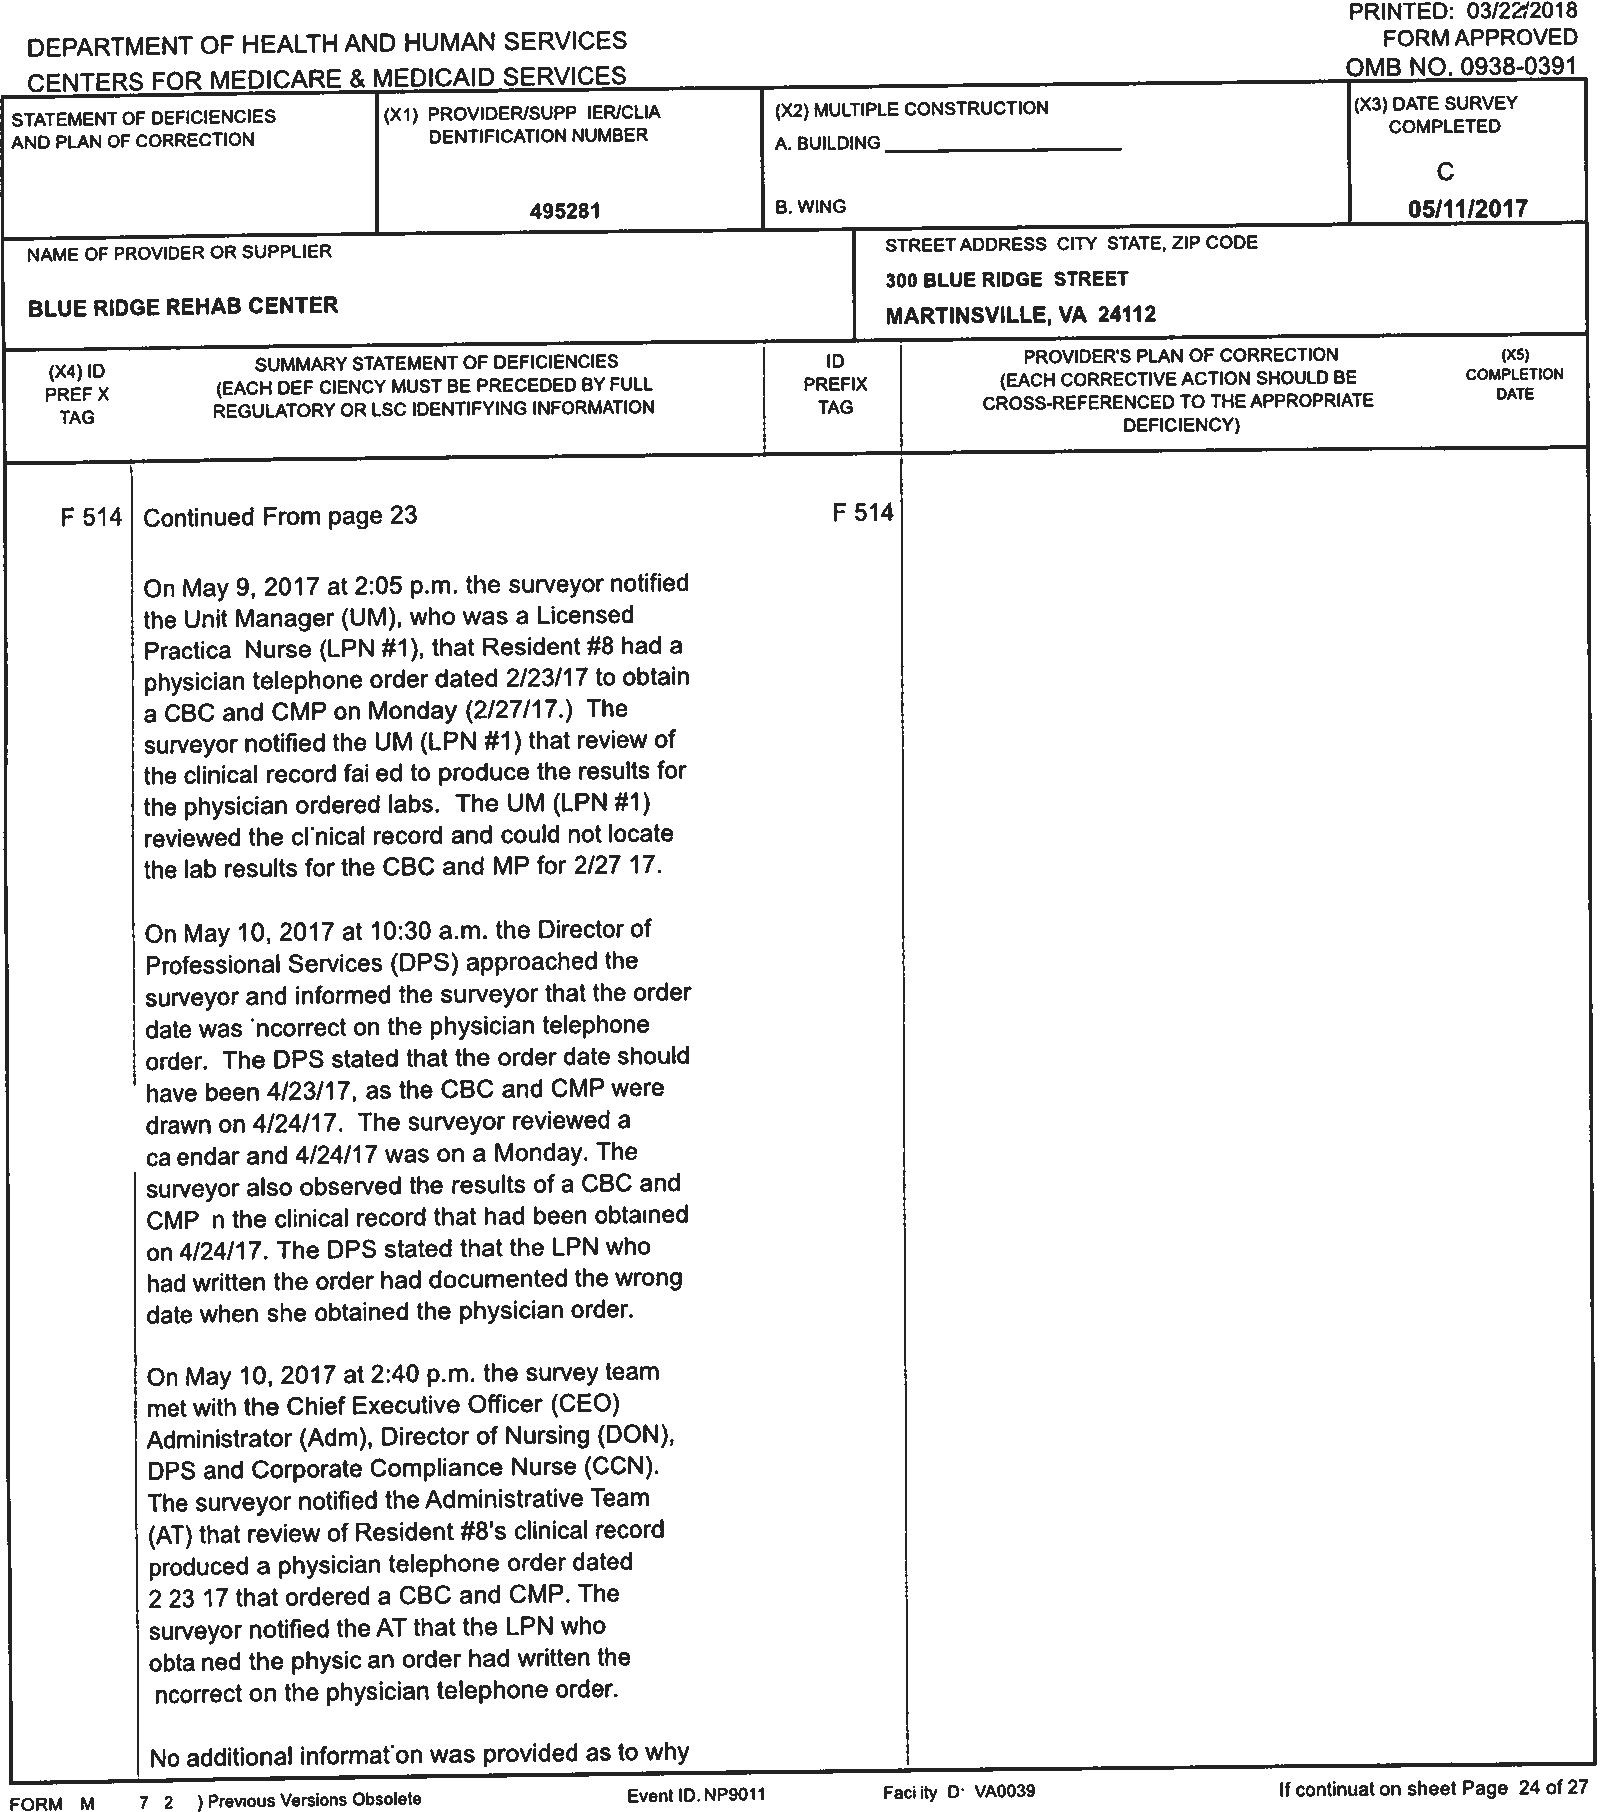 PRINTED: 03/22/2018
DEPARTMENT OF HEALTH AND HUMAN SERVICES
FORM APPROVED
CENTERS FOR MEDICARE & MEDICAID SERVICES
OMB NO. 0938-0391
STATEMENT OF DEFICIENCIES
AND PLAN OF CORRECTION
(X1) PROVIDER/SUPP IER/CLIA
DENTIFICATION NUMBER
495281
(X2) MULTIPLE CONSTRUCTION
A. BUILDING
B. WING
(X3) DATE SURVEY
COMPLETED
C
05/11/2017
NAME OF PROVIDER OR SUPPLIER
BLUE RIDGE REHAB CENTER
STREET ADDRESS CITY STATE, ZIP CODE
300 BLUE RIDGE STREET
MARTINSVILLE, VA 24112
(X4) ID
PREF X
TAG
SUMMARY STATEMENT OF DEFICIENCIES
(EACH DEF CIENCY MUST BE PRECEDED BY FULL
REGULATORY OR LSC IDENTIFYING INFORMATION
ID
PREFIX
TAG
PROVIDER'S PLAN OF CORRECTION
(EACH CORRECTIVE ACTION SHOULD BE
CROSS-REFERENCED TO THE APPROPRIATE
DEFICIENCY)
(X5)
COMPLETION
DATE
F 514
Continued From page 23
F 514
On May 9, 2017 at 2:05 p.m. the surveyor notified
the Unit Manager (UM), who was a Licensed
Practica Nurse (LPN #1), that Resident #8 had a
physician telephone order dated 2/23/17 to obtain
a CBC and CMP on Monday (2/27/17.) The
surveyor notified the UM (LPN #1) that review of
the clinical record fai ed to produce the results for
the physician ordered labs. The UM (LPN #1)
reviewed the cl'nical record and could not locate
the lab results for the CBC and MP for 2/27 17.
On May 10, 2017 at 10:30 a.m. the Director of
Professional Services (DPS) approached the
surveyor and informed the surveyor that the order
date was 'ncorrect on the physician telephone
order. The DPS stated that the order date should
have been 4/23/17, as the CBC and CMP were
drawn on 4/24/17. The surveyor reviewed a
ca endar and 4/24/17 was on a Monday. The
surveyor also observed the results of a CBC and
CMP n the clinical record that had been obtained
on 4/24/17. The DPS stated that the LPN who
had written the order had documented the wrong
date when she obtained the physician order.
On May 10, 2017 at 2:40 p.m. the survey team
met with the Chief Executive Officer (CEO)
Administrator (Adm), Director of Nursing (DON),
DPS and Corporate Compliance Nurse (CCN).
The surveyor notified the Administrative Team
(AT) that review of Resident #8's clinical record
produced a physician telephone order dated
2 23 17 that ordered a CBC and CMP. The
surveyor notified the AT that the LPN who
obta ned the physic an order had written the
ncorrect on the physician telephone order.
No additional informat'on was provided as to why
FORM M 7 2 ) Previous Versions Obsolete
Event ID. NP9011
Faci ity D· VA0039
If continuat on sheet Page 24 of 27